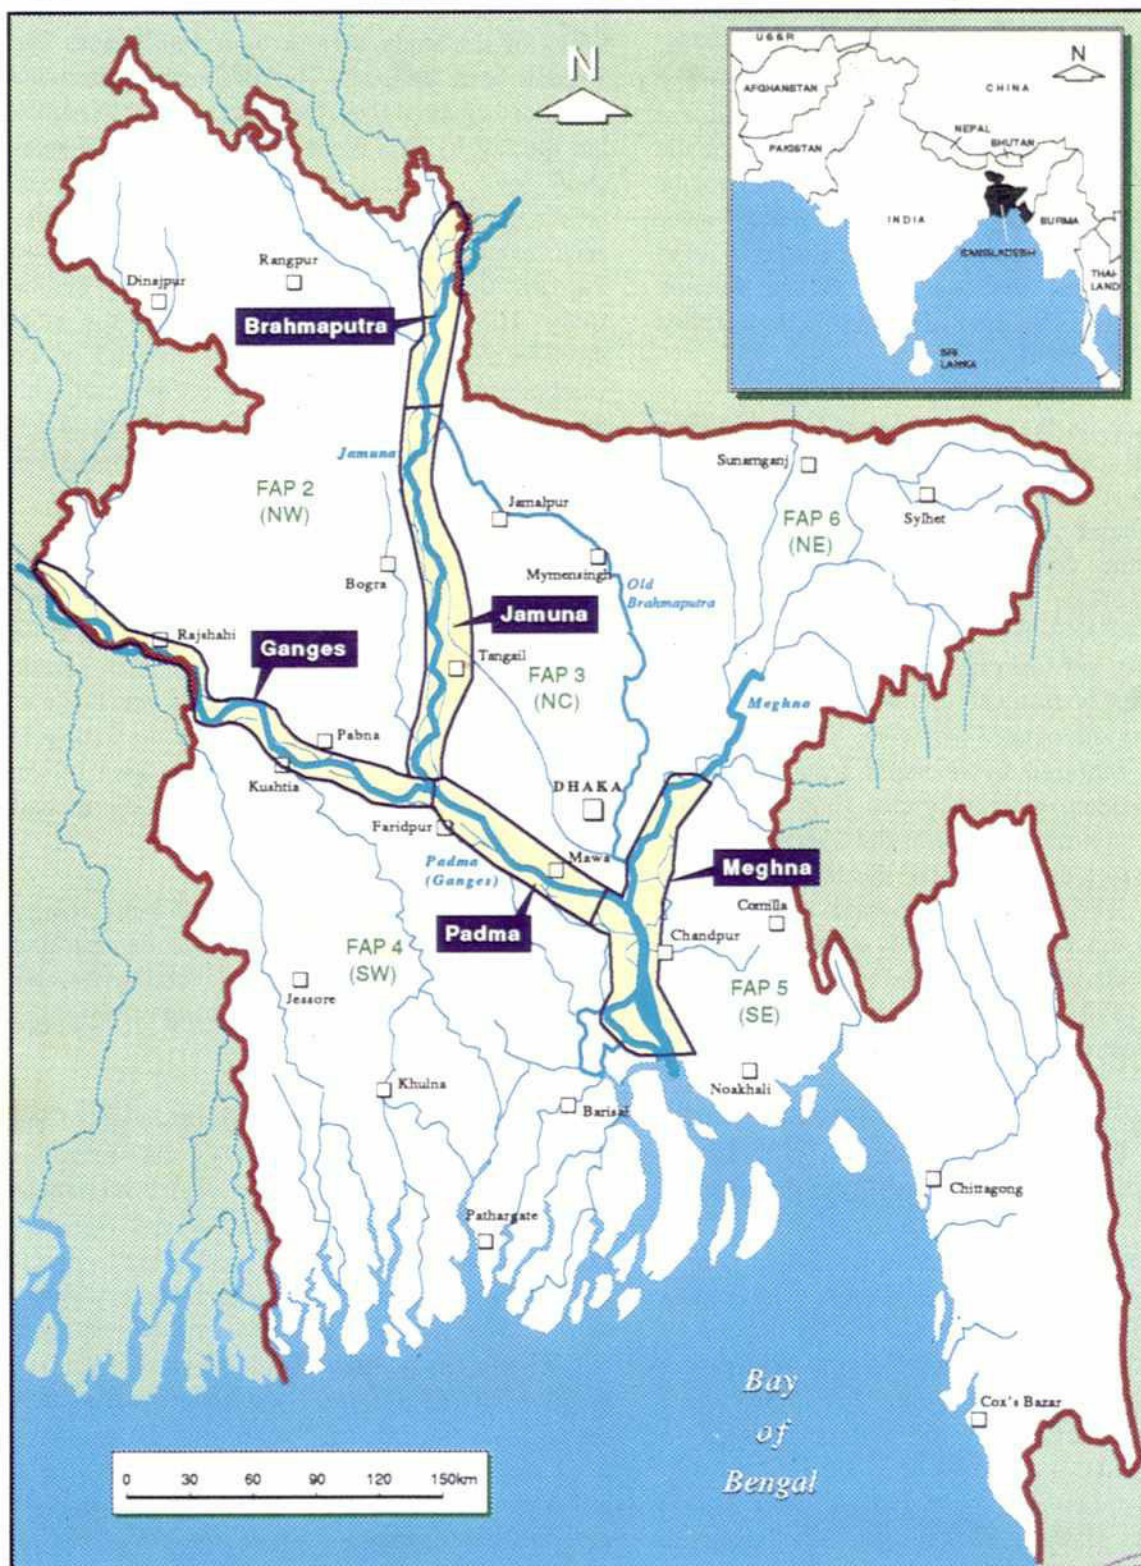 N
USSR
N
AFGHANISTAN
CHINA
PAKISTAN
NEPAL
BHUTAN
INDIA
BURMA
BANGLADESH
THAI-
LAND
SRI
LANKA
Rangpur
Dinajpur
Brahmaputra
Jamuna
Sunamganj
FAP 2
(NW)
Jamalpur
FAP 6
(NE)
Sylhet
Bogra
Mymensingh
Old
Brahmaputra
Jamuna
Rajshahi
Ganges
Tangail
FAP 3
(NC)
Meghna
Pabna
Kushtia
DHAKA
Faridpur
Padma
(Ganges)
Mawa
Meghna
Padma
Comilla
Chandpur
FAP 4
(SW)
Jessore
FAP 5
(SE)
Khulna
Noakhali
Barisal
Chittagong
Pathargate
Bay
of
Bengal
Cox's Bazar
0 30 60 90 120 150km